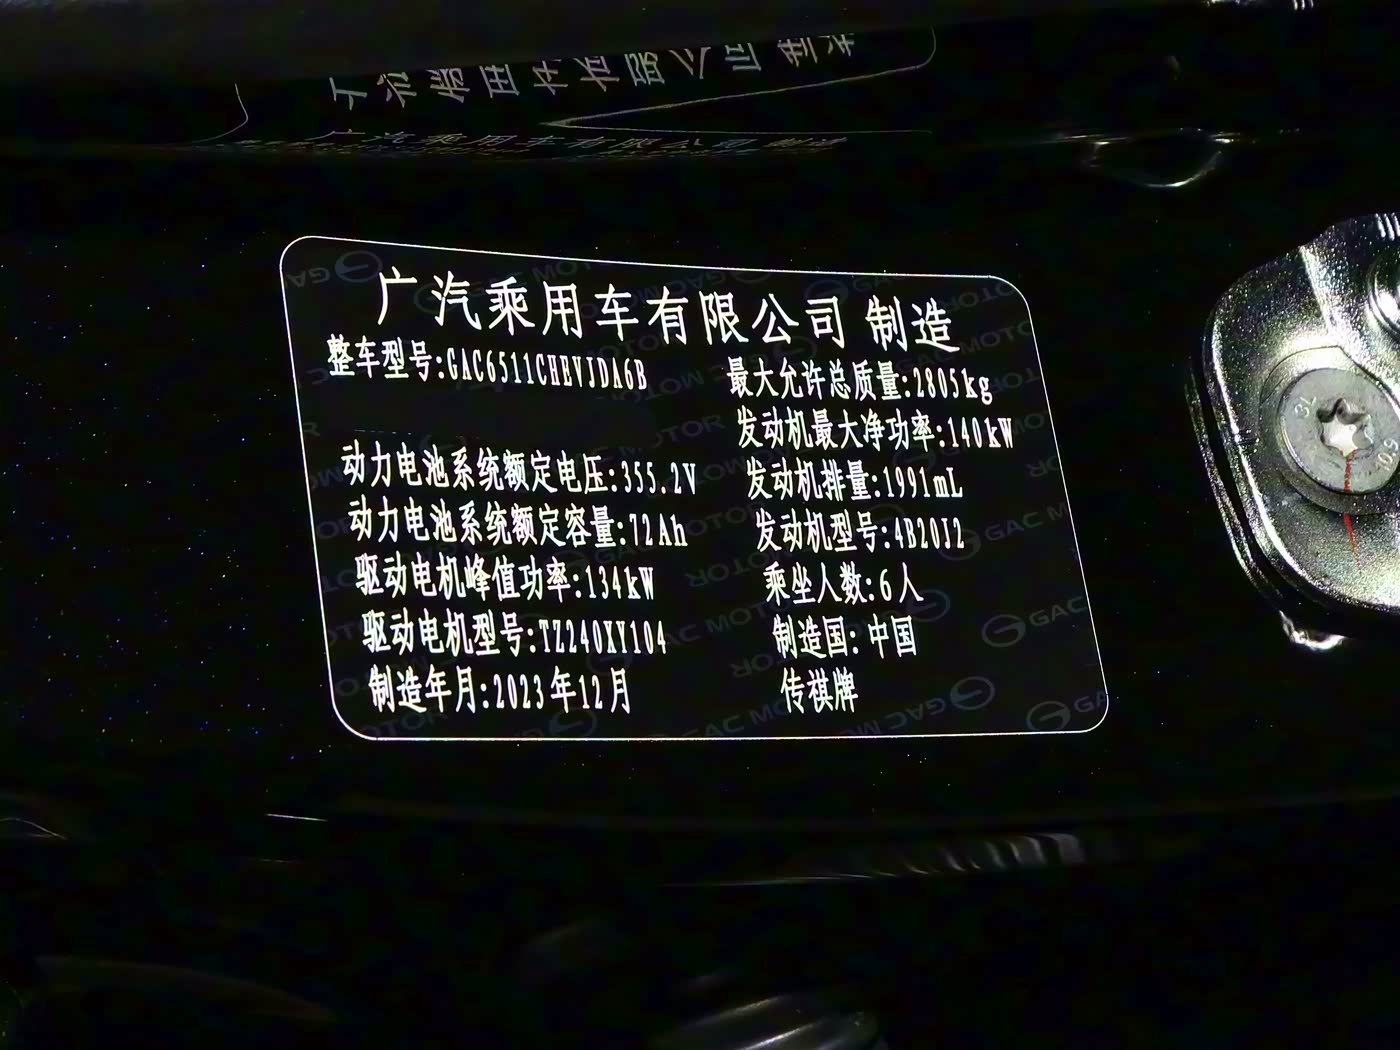 广汽乘用车有限公司 制造
整车型号:GAC6511CHEVJDA6B
最大允许总质量:2805kg
发动机最大净功率:140kW
动力电池系统额定电压:355.2V
发动机排量:1991mL
动力电池系统额定容量:72Ah
发动机型号:4B20J2
驱动电机峰值功率:134kW
乘坐人数:6人
驱动电机型号:TZ240XY104
制造国: 中国
制造年月:2023年12月
传祺牌
GAC MOTOR